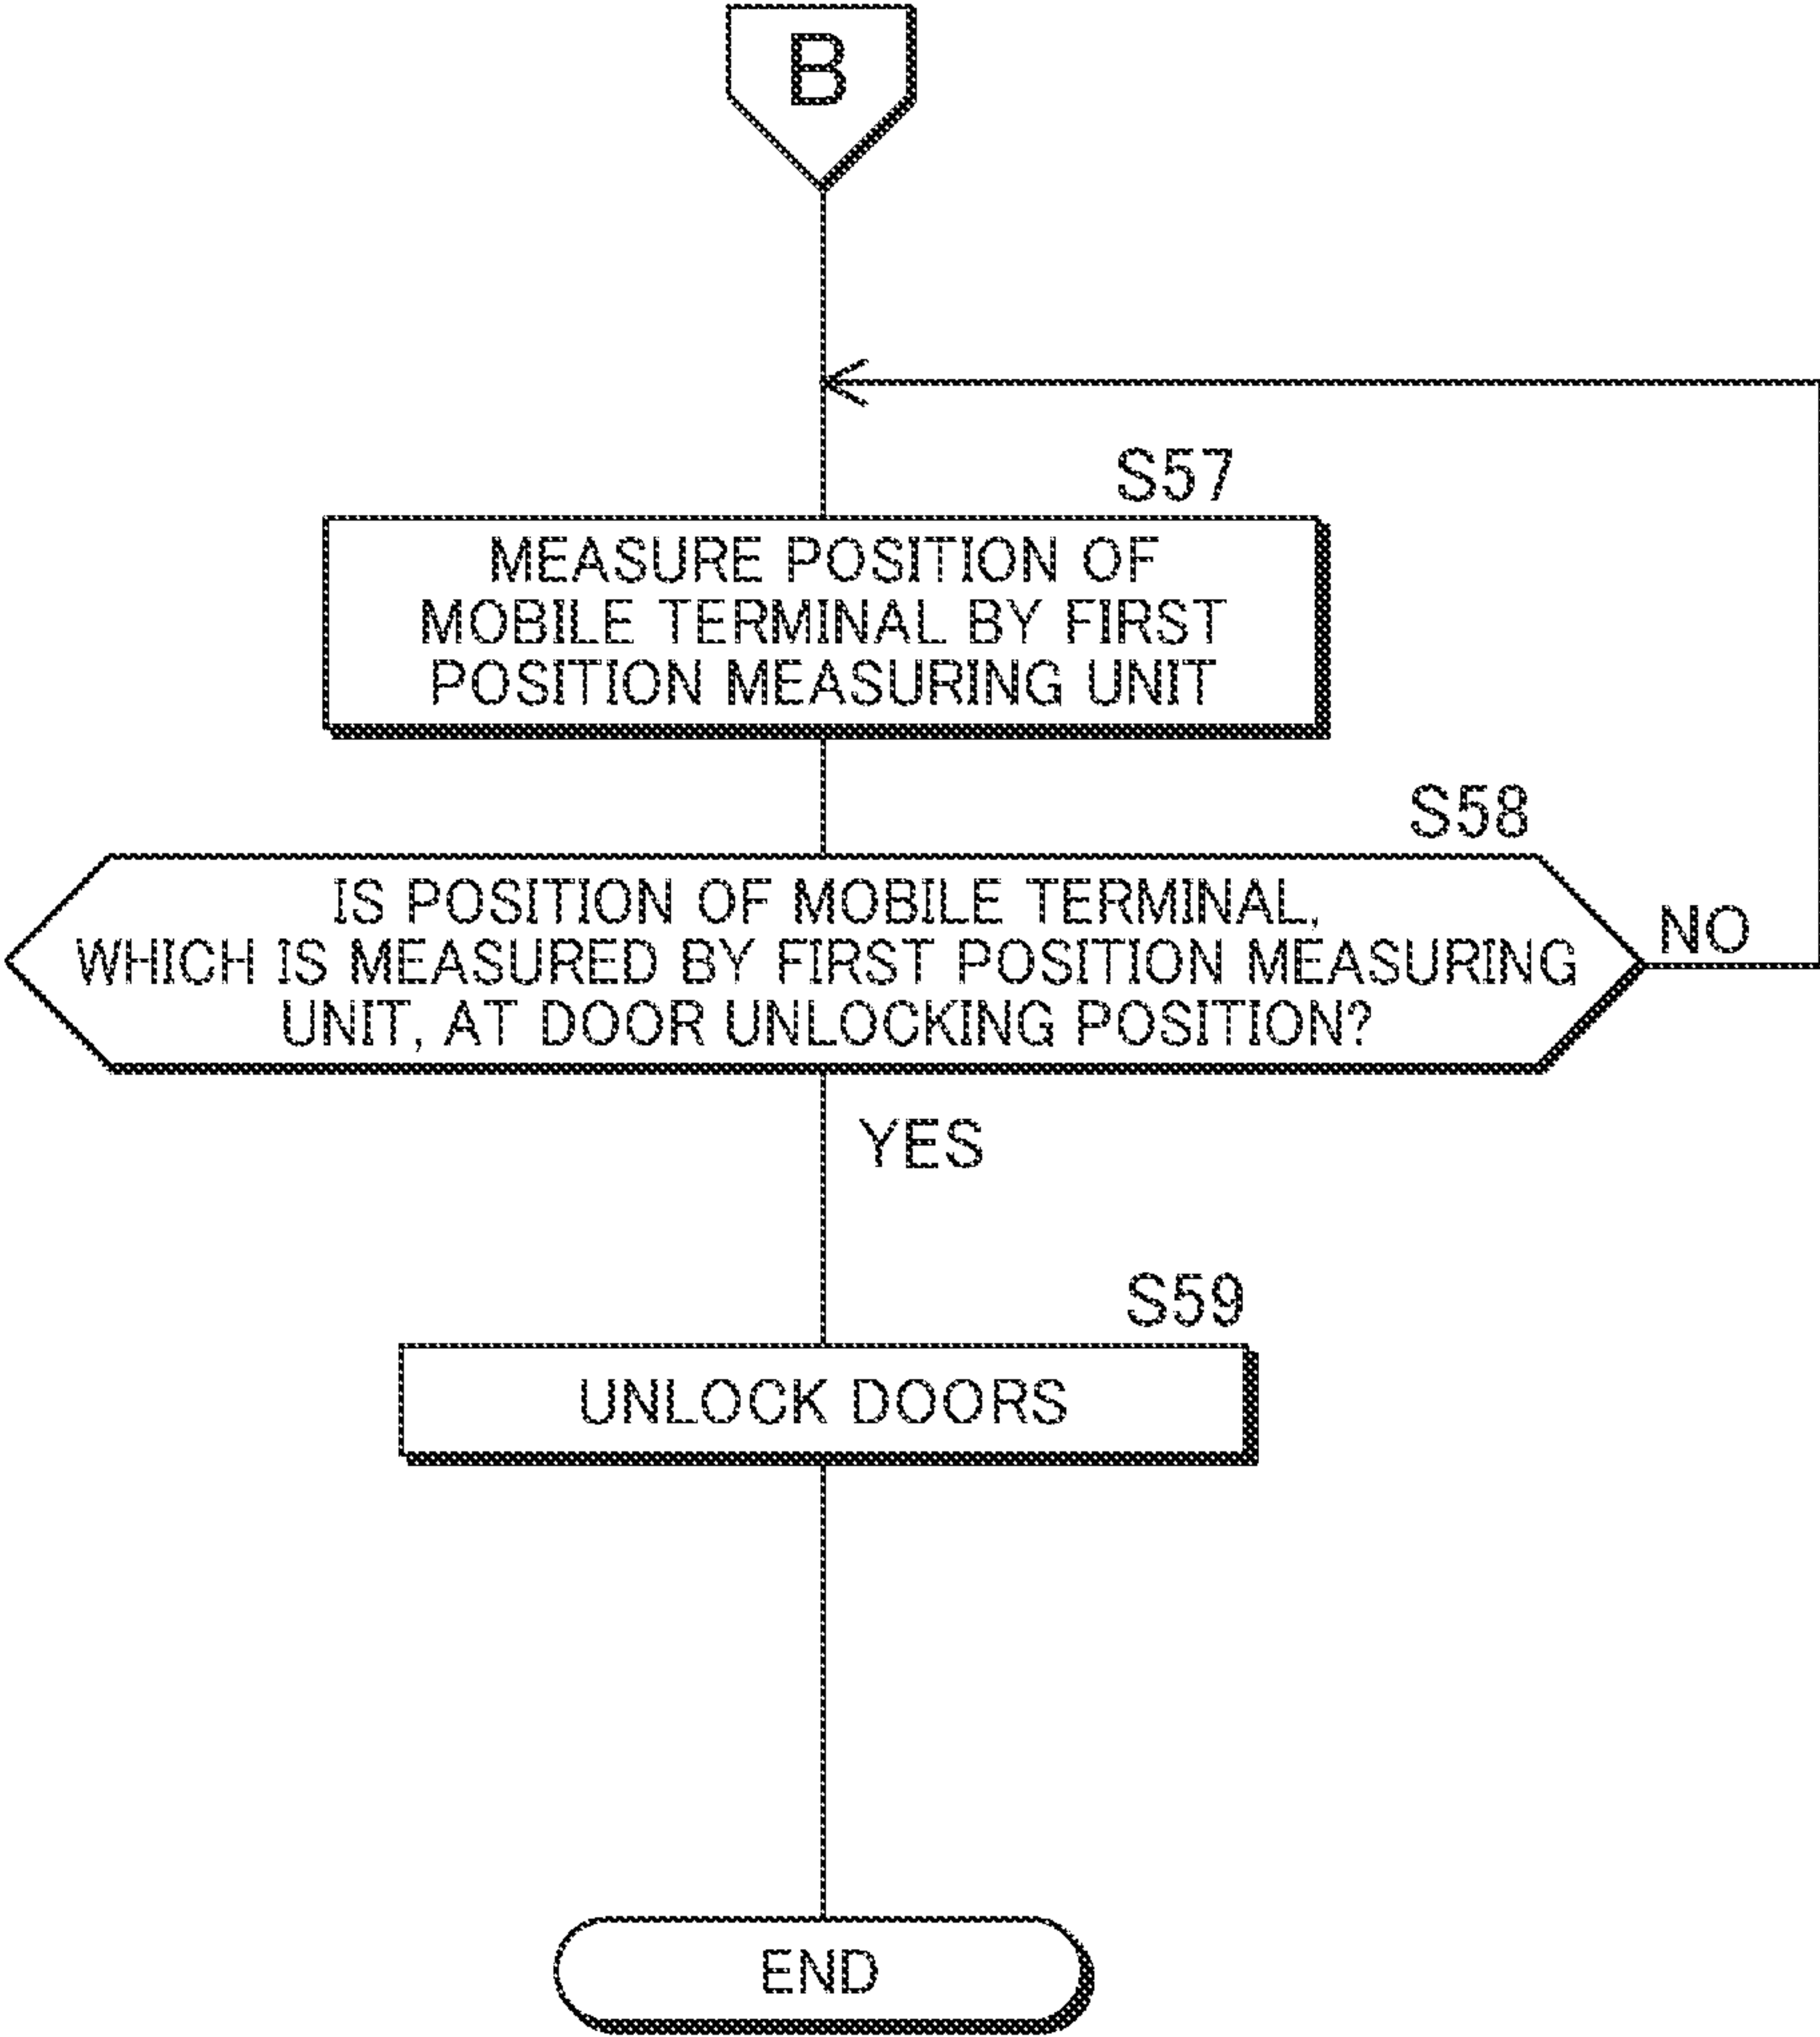 B
S57
MEASURE POSITION OF
MOBILE TERMINAL BY FIRST
POSITION MEASURING UNIT
S58
IS POSITION OF MOBILE TERMINAL,
WHICH IS MEASURED BY FIRST POSITION MEASURING
UNIT, AT DOOR UNLOCKING POSITION?
NO
YES
S59
UNLOCK DOORS
END